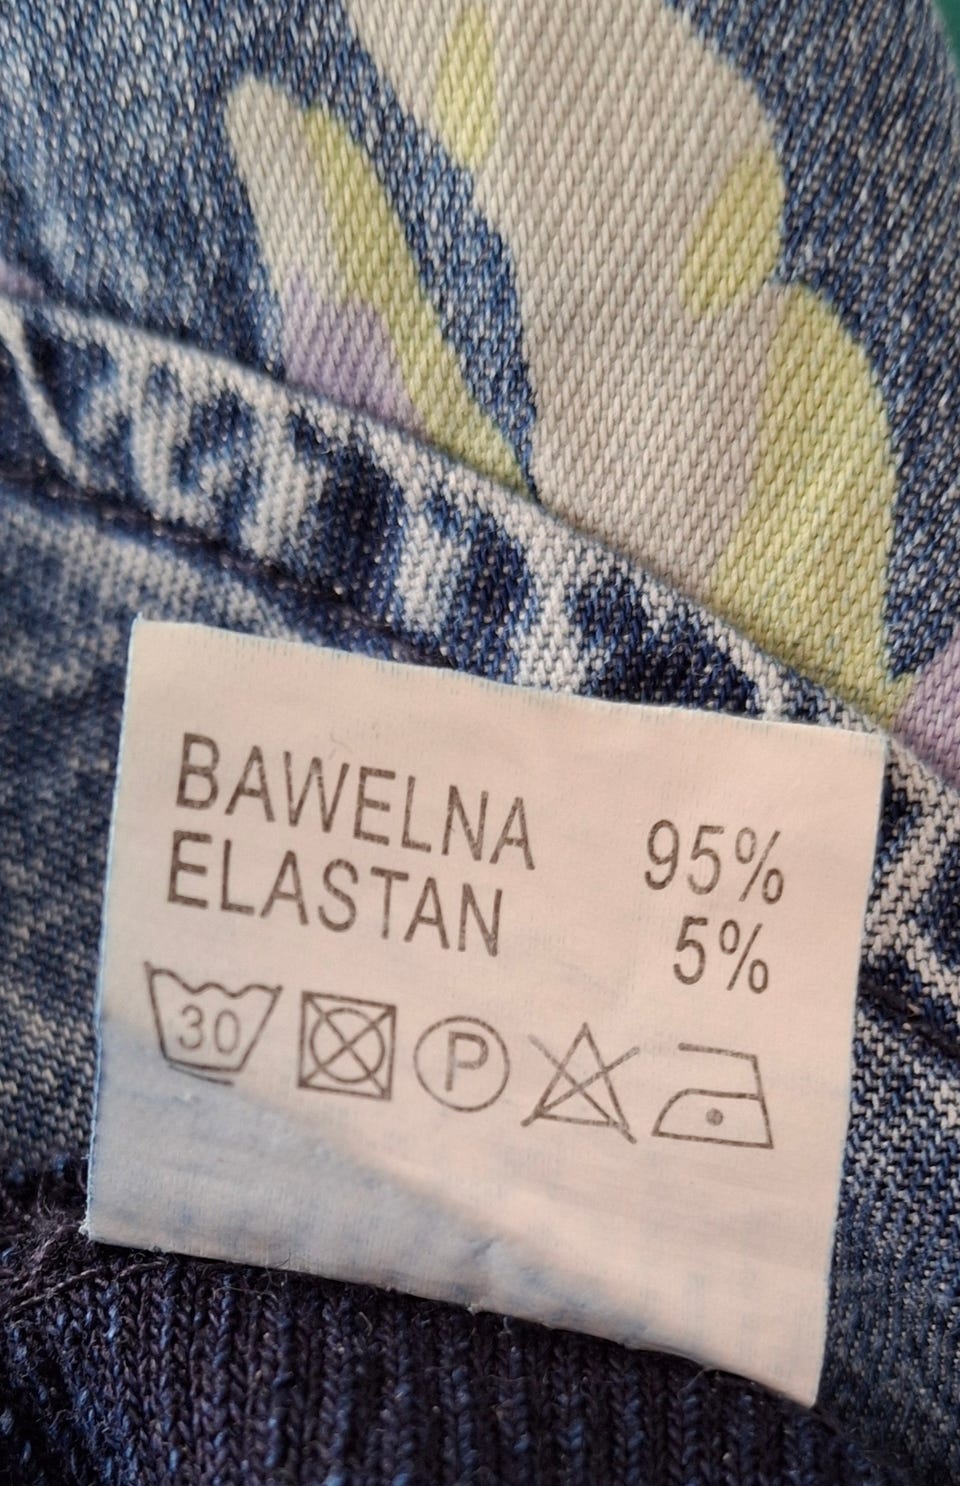 BAWELNA 95%
ELASTAN 5%
30 P